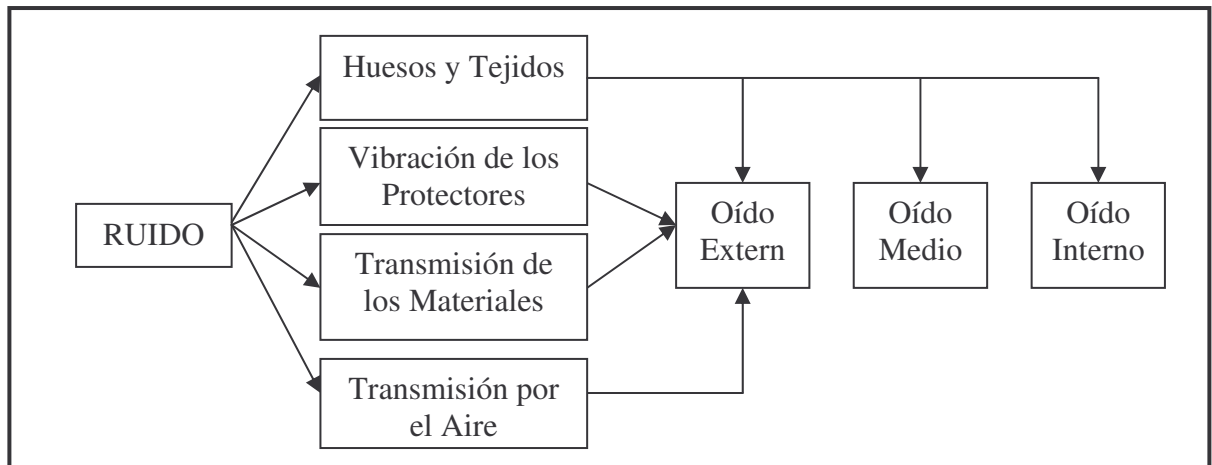 RUIDO
Huesos y Tejidos
Vibración de los
Protectores
Transmisión de
los Materiales
Transmisión por
el Aire
Oído
Extern
Oído
Medio
Oído
Interno